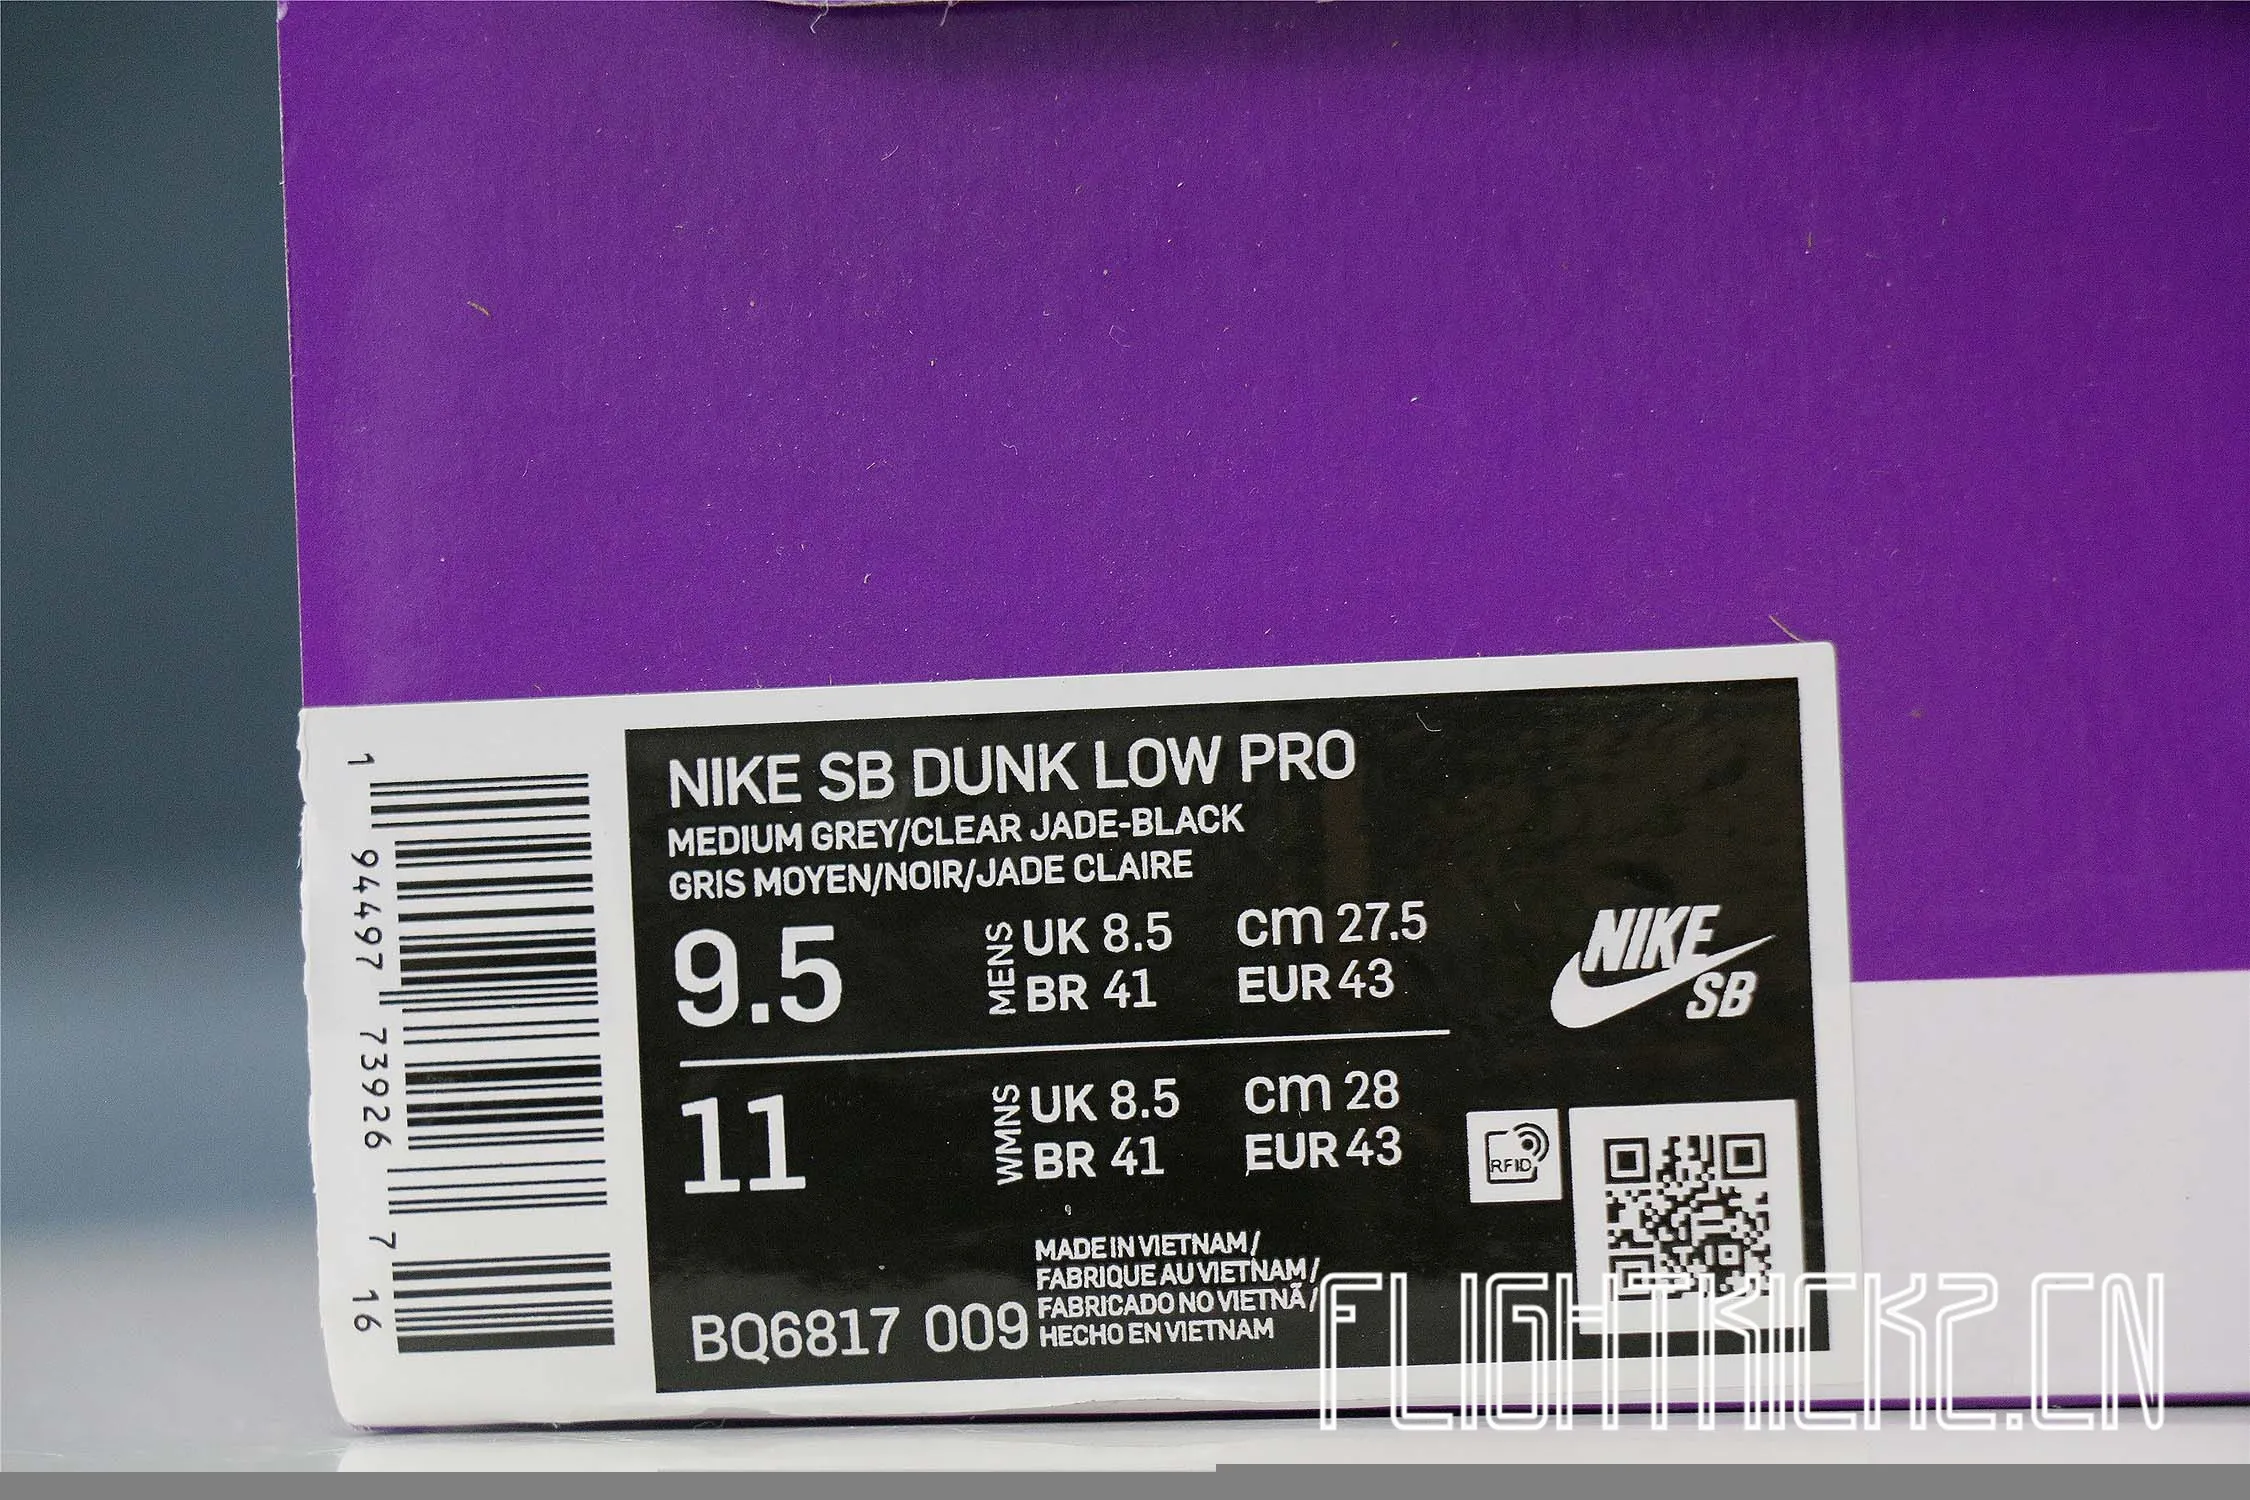 NIKE SB DUNK LOW PRO
MEDIUM GREY/CLEAR JADE-BLACK
GRIS MOYEN/NOIR/JADE CLAIRE
9.5
MENS
UK 8.5
cm 27.5
BR 41
EUR 43
11
WMNS
UK 8.5
cm 28
BR 41
EUR 43
NIKE
SB
RFID
BQ6817 009
MADE IN VIETNAM/
FABRIQUE AU VIETNAM/
FABRICADO NO VIETNÃ/
HECHO EN VIETNAM
1 94497 73926 7 16
FLIGHTKICKZ.CN